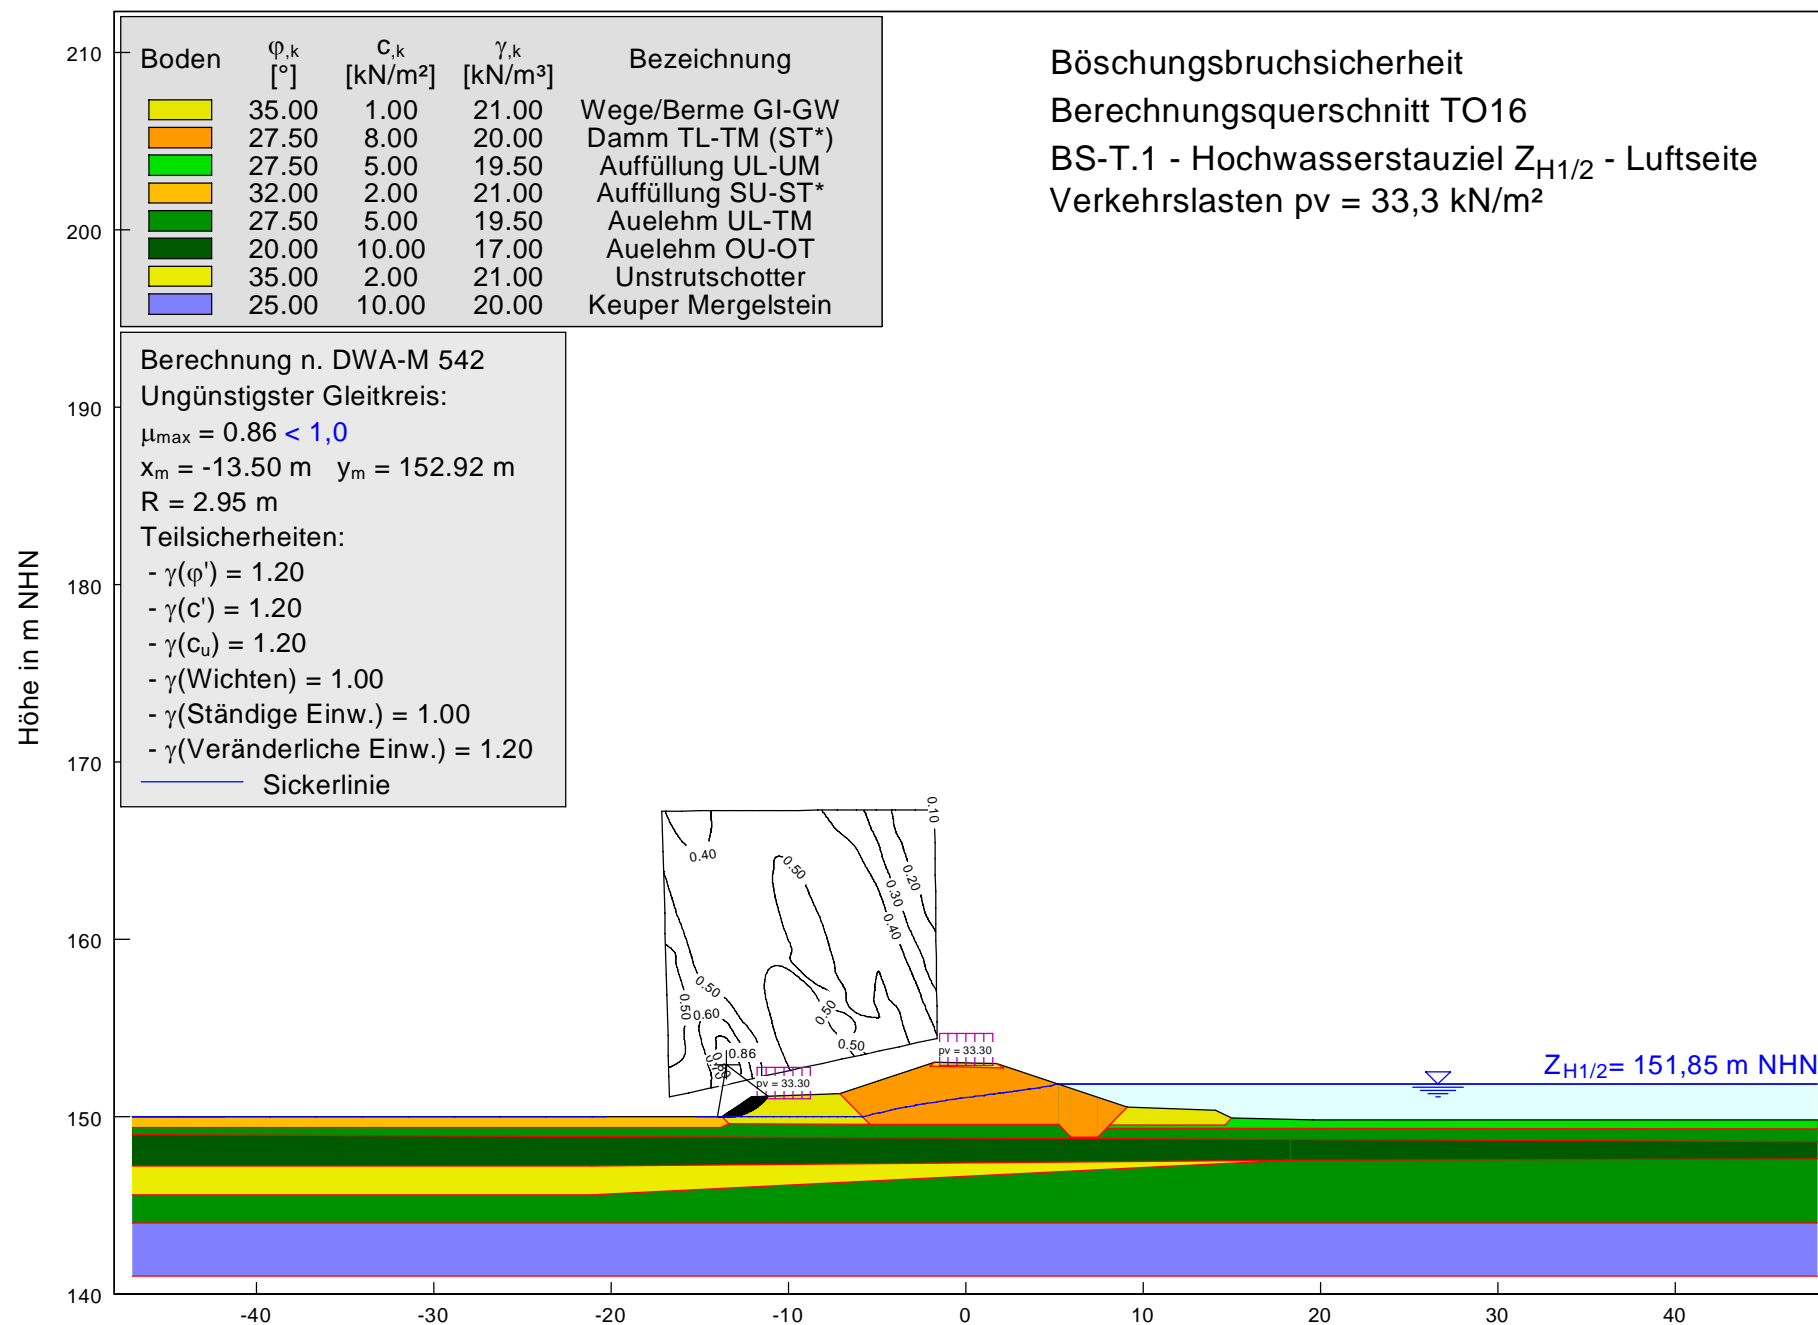 Boden φ,k c,k γ,k Bezeichnung
[°] [kN/m²] [kN/m³]
35.00 1.00 21.00 Wege/Berme GI-GW
27.50 8.00 20.00 Damm TL-TM (ST*)
27.50 5.00 19.50 Auffüllung UL-UM
32.00 2.00 21.00 Auffüllung SU-ST*
27.50 5.00 19.50 Auelehm UL-TM
20.00 10.00 17.00 Auelehm OU-OT
35.00 2.00 21.00 Unstrutschotter
25.00 10.00 20.00 Keuper Mergelstein
Böschungsbruchsicherheit
Berechnungsquerschnitt TO16
BS-T.1 - Hochwasserstauziel Z_H1/2 - Luftseite
Verkehrslasten pv = 33,3 kN/m²
Berechnung n. DWA-M 542
Ungünstigster Gleitkreis:
μmax = 0.86 < 1,0
xm = -13.50 m ym = 152.92 m
R = 2.95 m
Teilsicherheiten:
- γ(φ') = 1.20
- γ(c') = 1.20
- γ(cu) = 1.20
- γ(Wichten) = 1.00
- γ(Ständige Einw.) = 1.00
- γ(Veränderliche Einw.) = 1.20
Sickerlinie
Höhe in m NHN
210
200
190
180
170
160
150
140
0.10
0.40
0.50
0.20
0.30
0.40
0.50
0.50
0.60
0.50
0.50
0.86
pv = 33.30
pv = 33.30
Z_H1/2= 151,85 m NHN
-40 -30 -20 -10 0 10 20 30 40